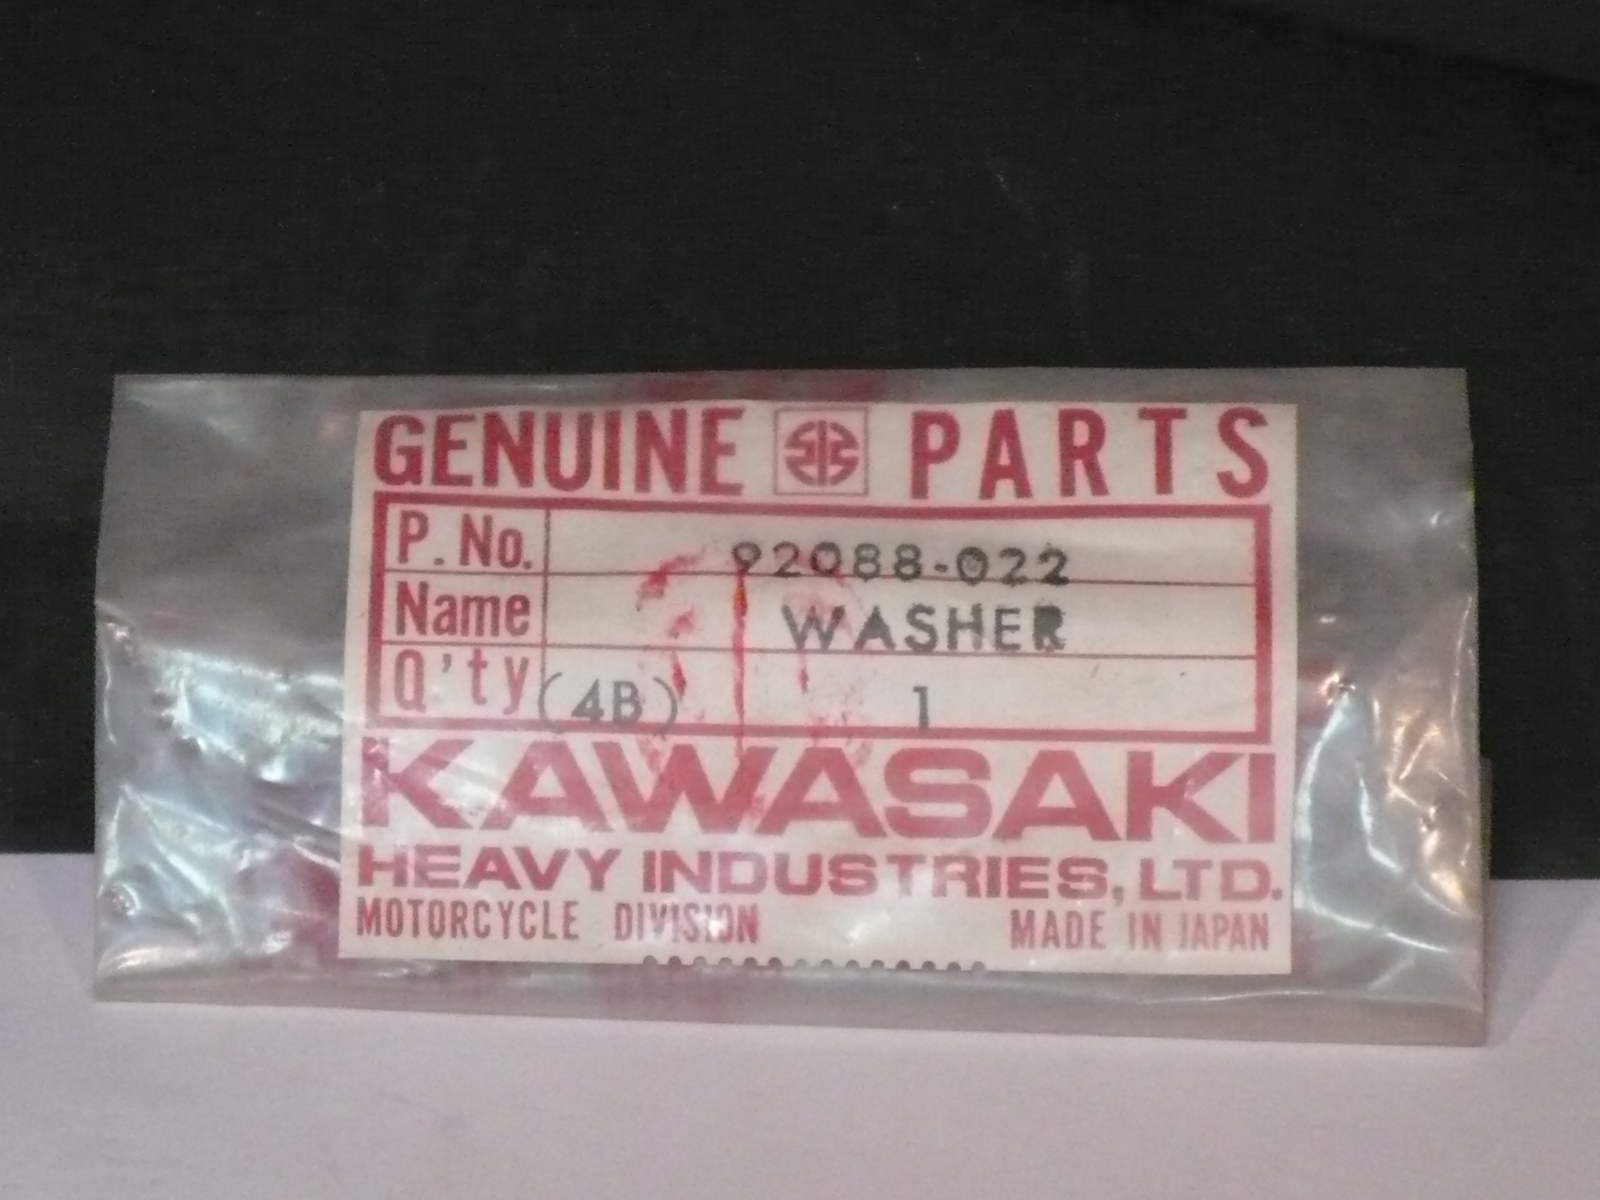 GENUINE PARTS
P.No. 92088-022
Name WASHER
Q'ty (4B) 1
KAWASAKI
HEAVY INDUSTRIES, LTD.
MOTORCYCLE DIVISION MADE IN JAPAN